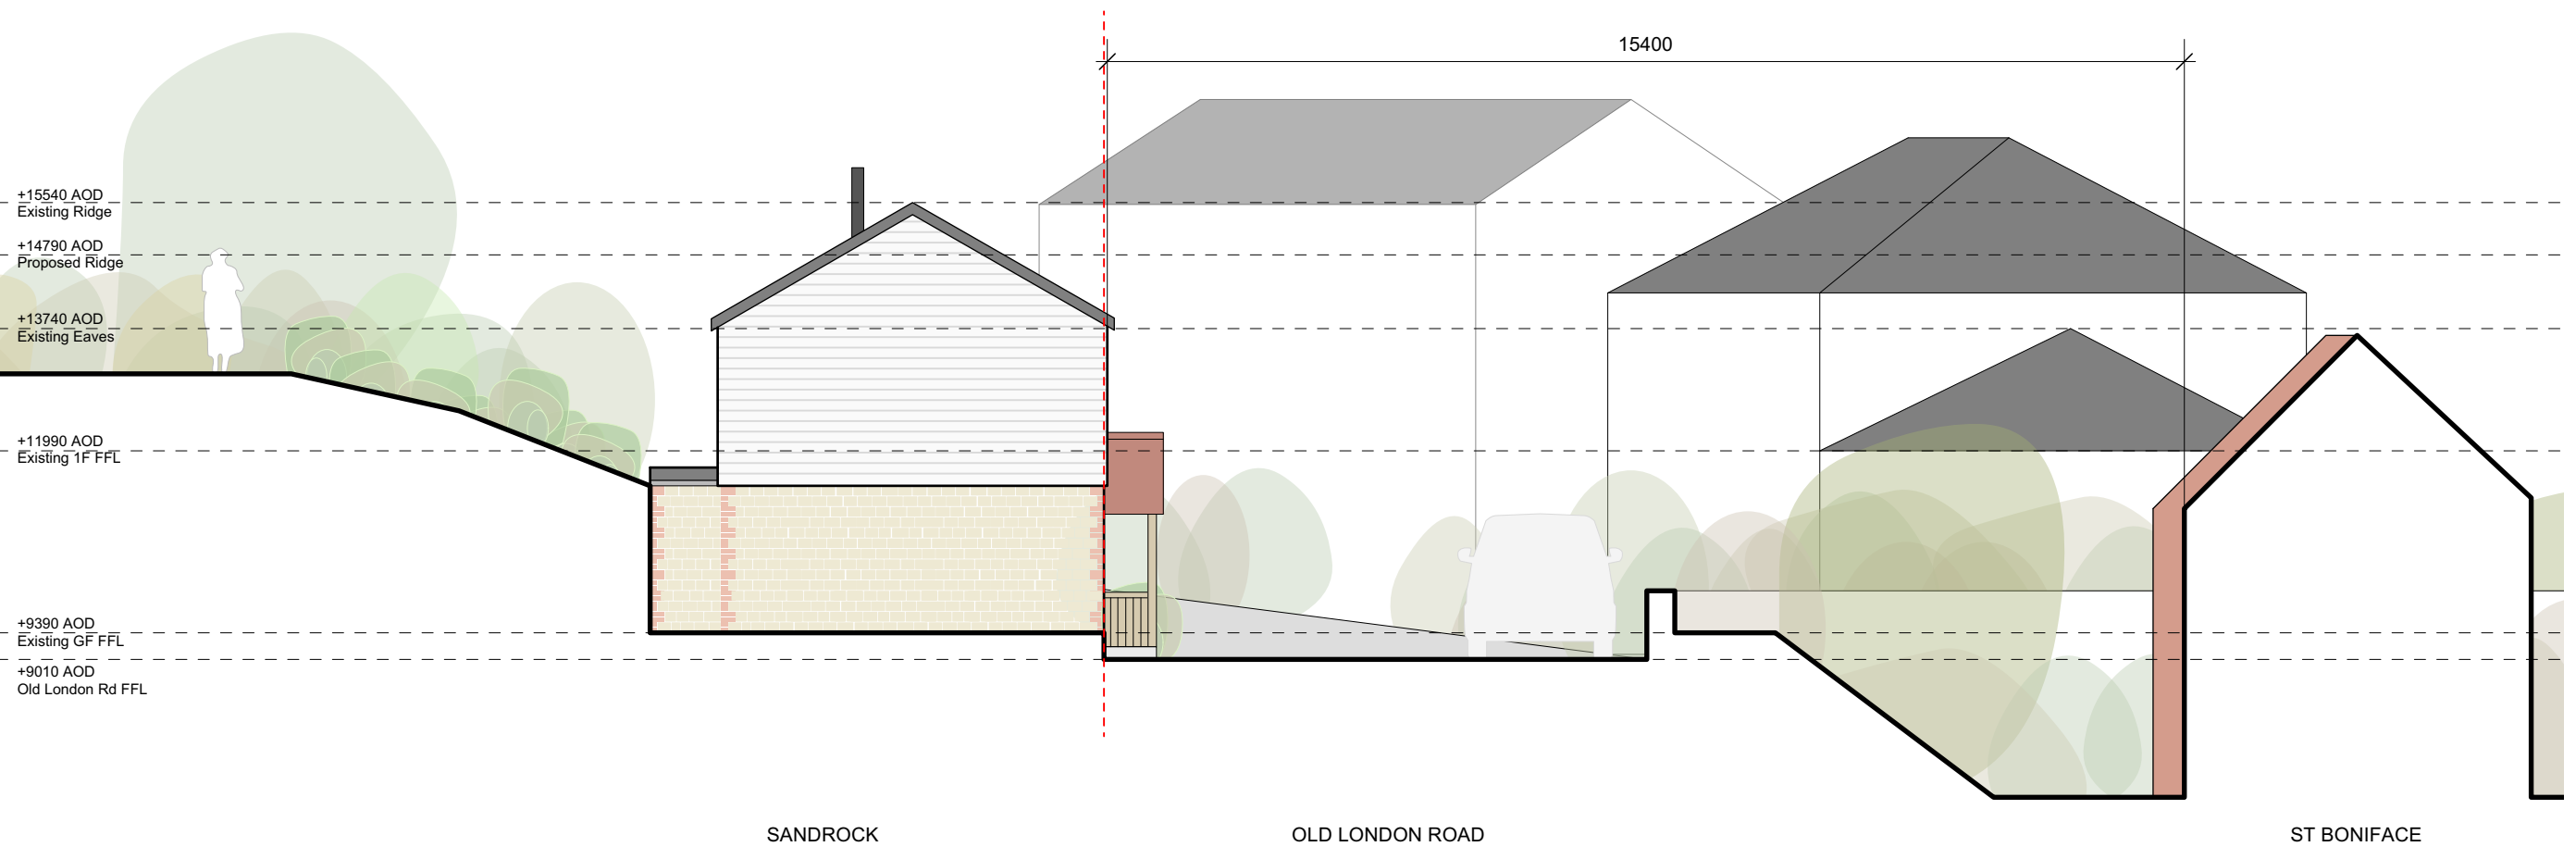 15400
+15540 AOD
Existing Ridge
+14790 AOD
Proposed Ridge
+13740 AOD
Existing Eaves
+11990 AOD
Existing 1F FFL
+9390 AOD
Existing GF FFL
+9010 AOD
Old London Rd FFL
SANDROCK
OLD LONDON ROAD
ST BONIFACE